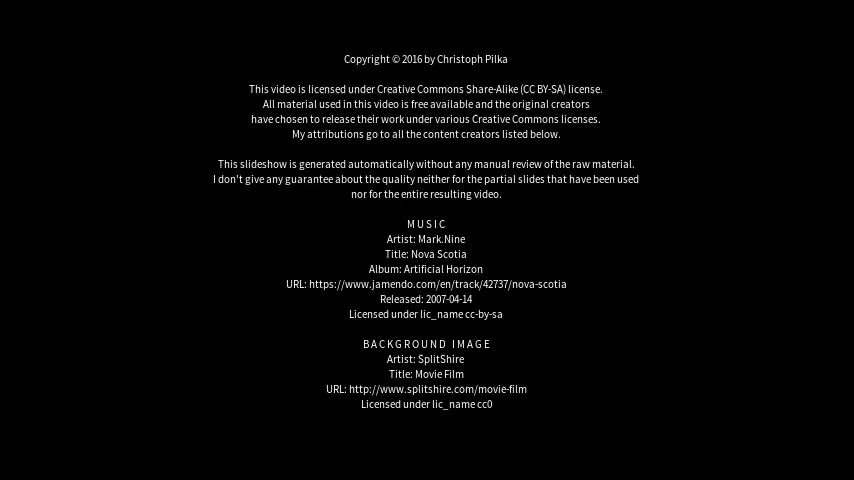 Copyright © 2016 by Christoph Pilka
This video is licensed under Creative Commons Share-Alike (CC BY-SA) license.
All material used in this video is free available and the original creators
have chosen to release their work under various Creative Commons licenses.
My attributions go to all the content creators listed below.
This slideshow is generated automatically without any manual review of the raw material.
I don't give any guarantee about the quality neither for the partial slides that have been used
nor for the entire resulting video.
MUSIC
Artist: Mark.Nine
Title: Nova Scotia
Album: Artificial Horizon
URL: https://www.jamendo.com/en/track/42737/nova-scotia
Released: 2007-04-14
Licensed under lic_name cc-by-sa
BACKGROUND IMAGE
Artist: SplitShire
Title: Movie Film
URL: http://www.splitshire.com/movie-film
Licensed under lic_name cc0